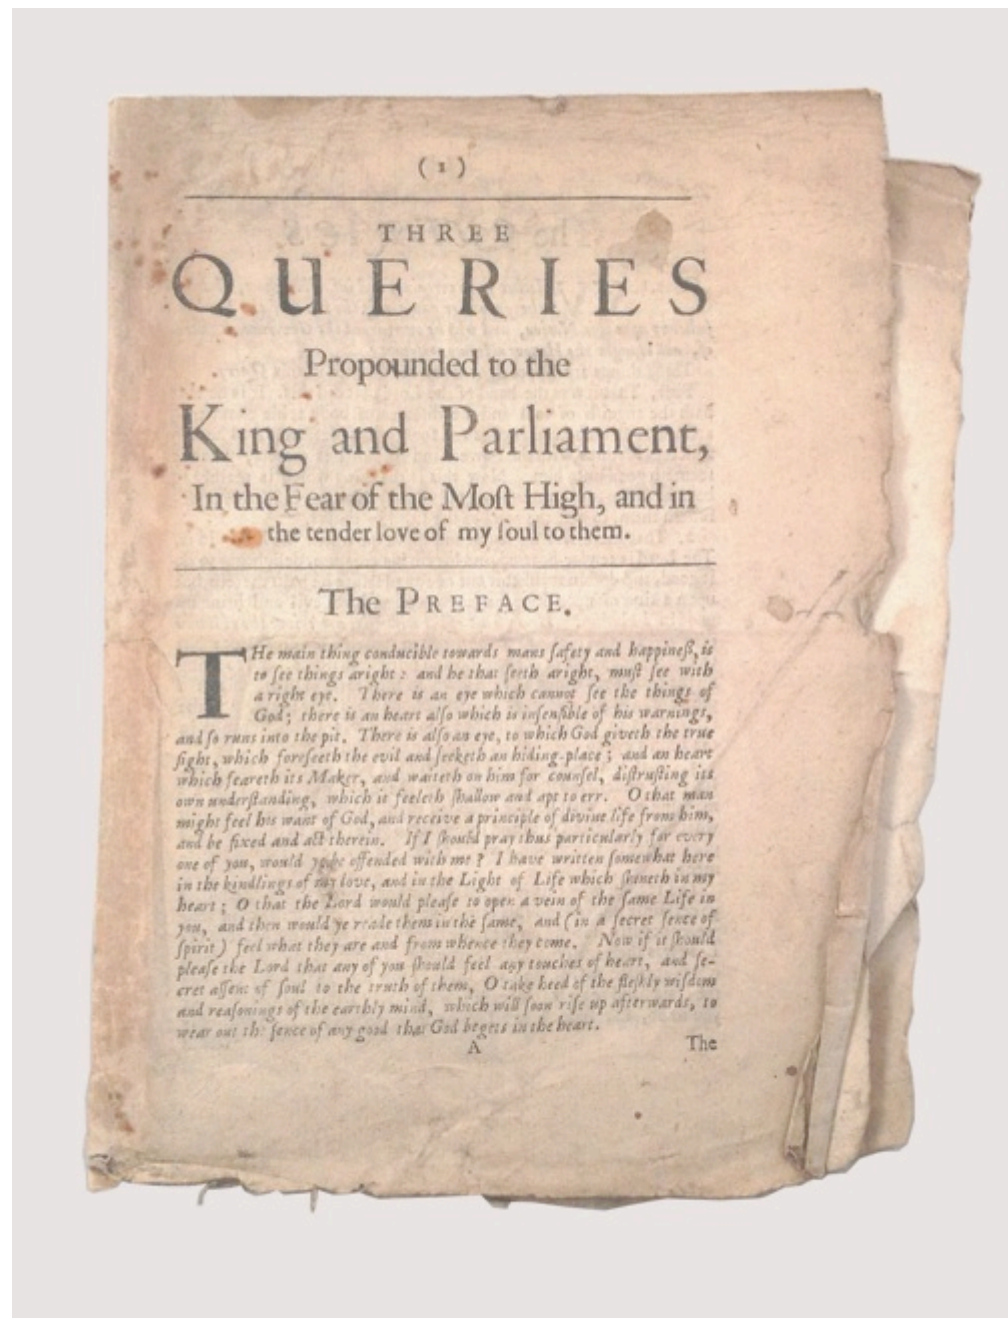 ( 1 )
THREE
QUERIES
Propounded to the
King and Parliament,
In the Fear of the Moſt High, and in
the tender love of my ſoul to them.
The PREFACE.
THe main thing conducible towards mans ſafety and happineſs, is
to ſee things aright : and he that ſeeth aright, muſt ſee with
a right eye. There is an eye which cannot ſee the things of
God; there is an heart alſo which is inſenſible of his warnings,
and ſo runs into the pit. There is alſo an eye, to which God giveth the true
ſight, which foreſeeth the evil and ſeeketh an hiding-place ; and an heart
which feareth its Maker, and waiteth on him for counſel, diſtruſting its
own underſtanding, which it feeleth ſhallow and apt to err. O that man
might feel his want of God, and receive a principle of divine life from him,
and be fixed and act therein. If I ſhould pray thus particularly for every
one of you, would ye be offended with me ? I have written ſomewhat here
in the kindlings of my love, and in the Light of Life which ſhineth in my
heart ; O that the Lord would pleaſe to open a vein of the ſame Life in
you, and then would ye reade them in the ſame, and (in a ſecret ſence of
ſpirit) feel what they are and from whence they come. Now if it ſhould
pleaſe the Lord that any of you ſhould feel any touches of heart, and ſe-
cret aſſent of ſoul to the truth of them, O take heed of the fleſhly wiſdom
and reaſonings of the earthly mind, which will ſoon riſe up afterwards, to
wear out the ſence of any good that God begets in the heart.
A The